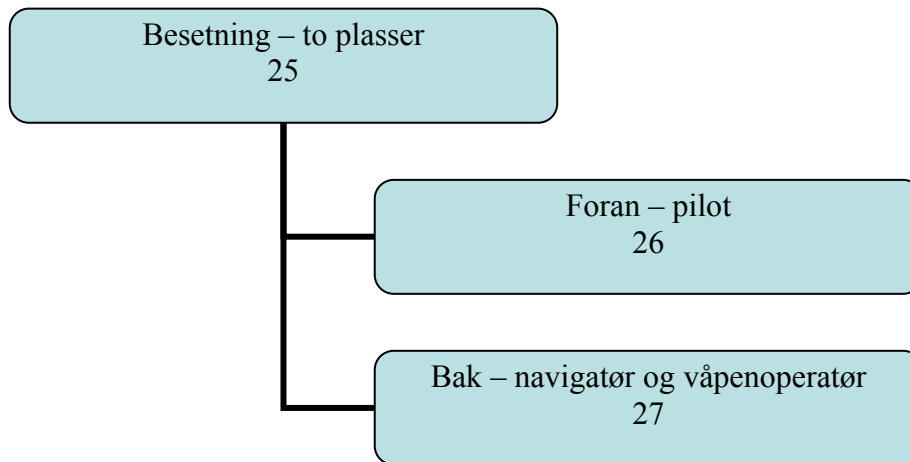 Besetning – to plasser
25
Foran – pilot
26
Bak – navigatør og våpenoperatør
27